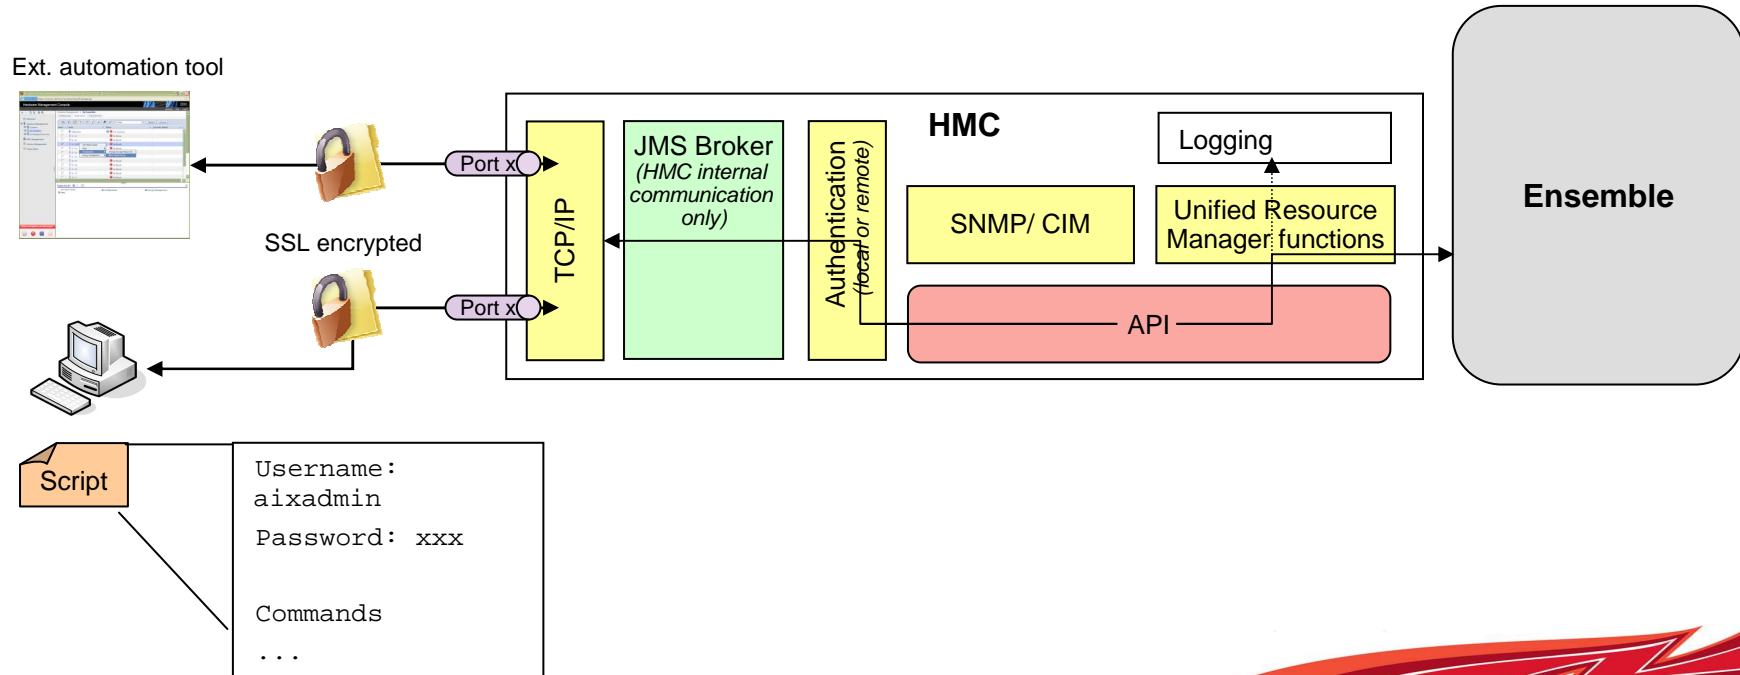 Ext. automation tool
SSL encrypted
Port x
Port x
TCP/IP
JMS Broker
(HMC internal
communication
only)
Authentication
(local or remote)
HMC
SNMP/ CIM
Logging
Unified Resource
Manager functions
API
Ensemble
Script
Username:
aixadmin
Password: xxx
Commands
...